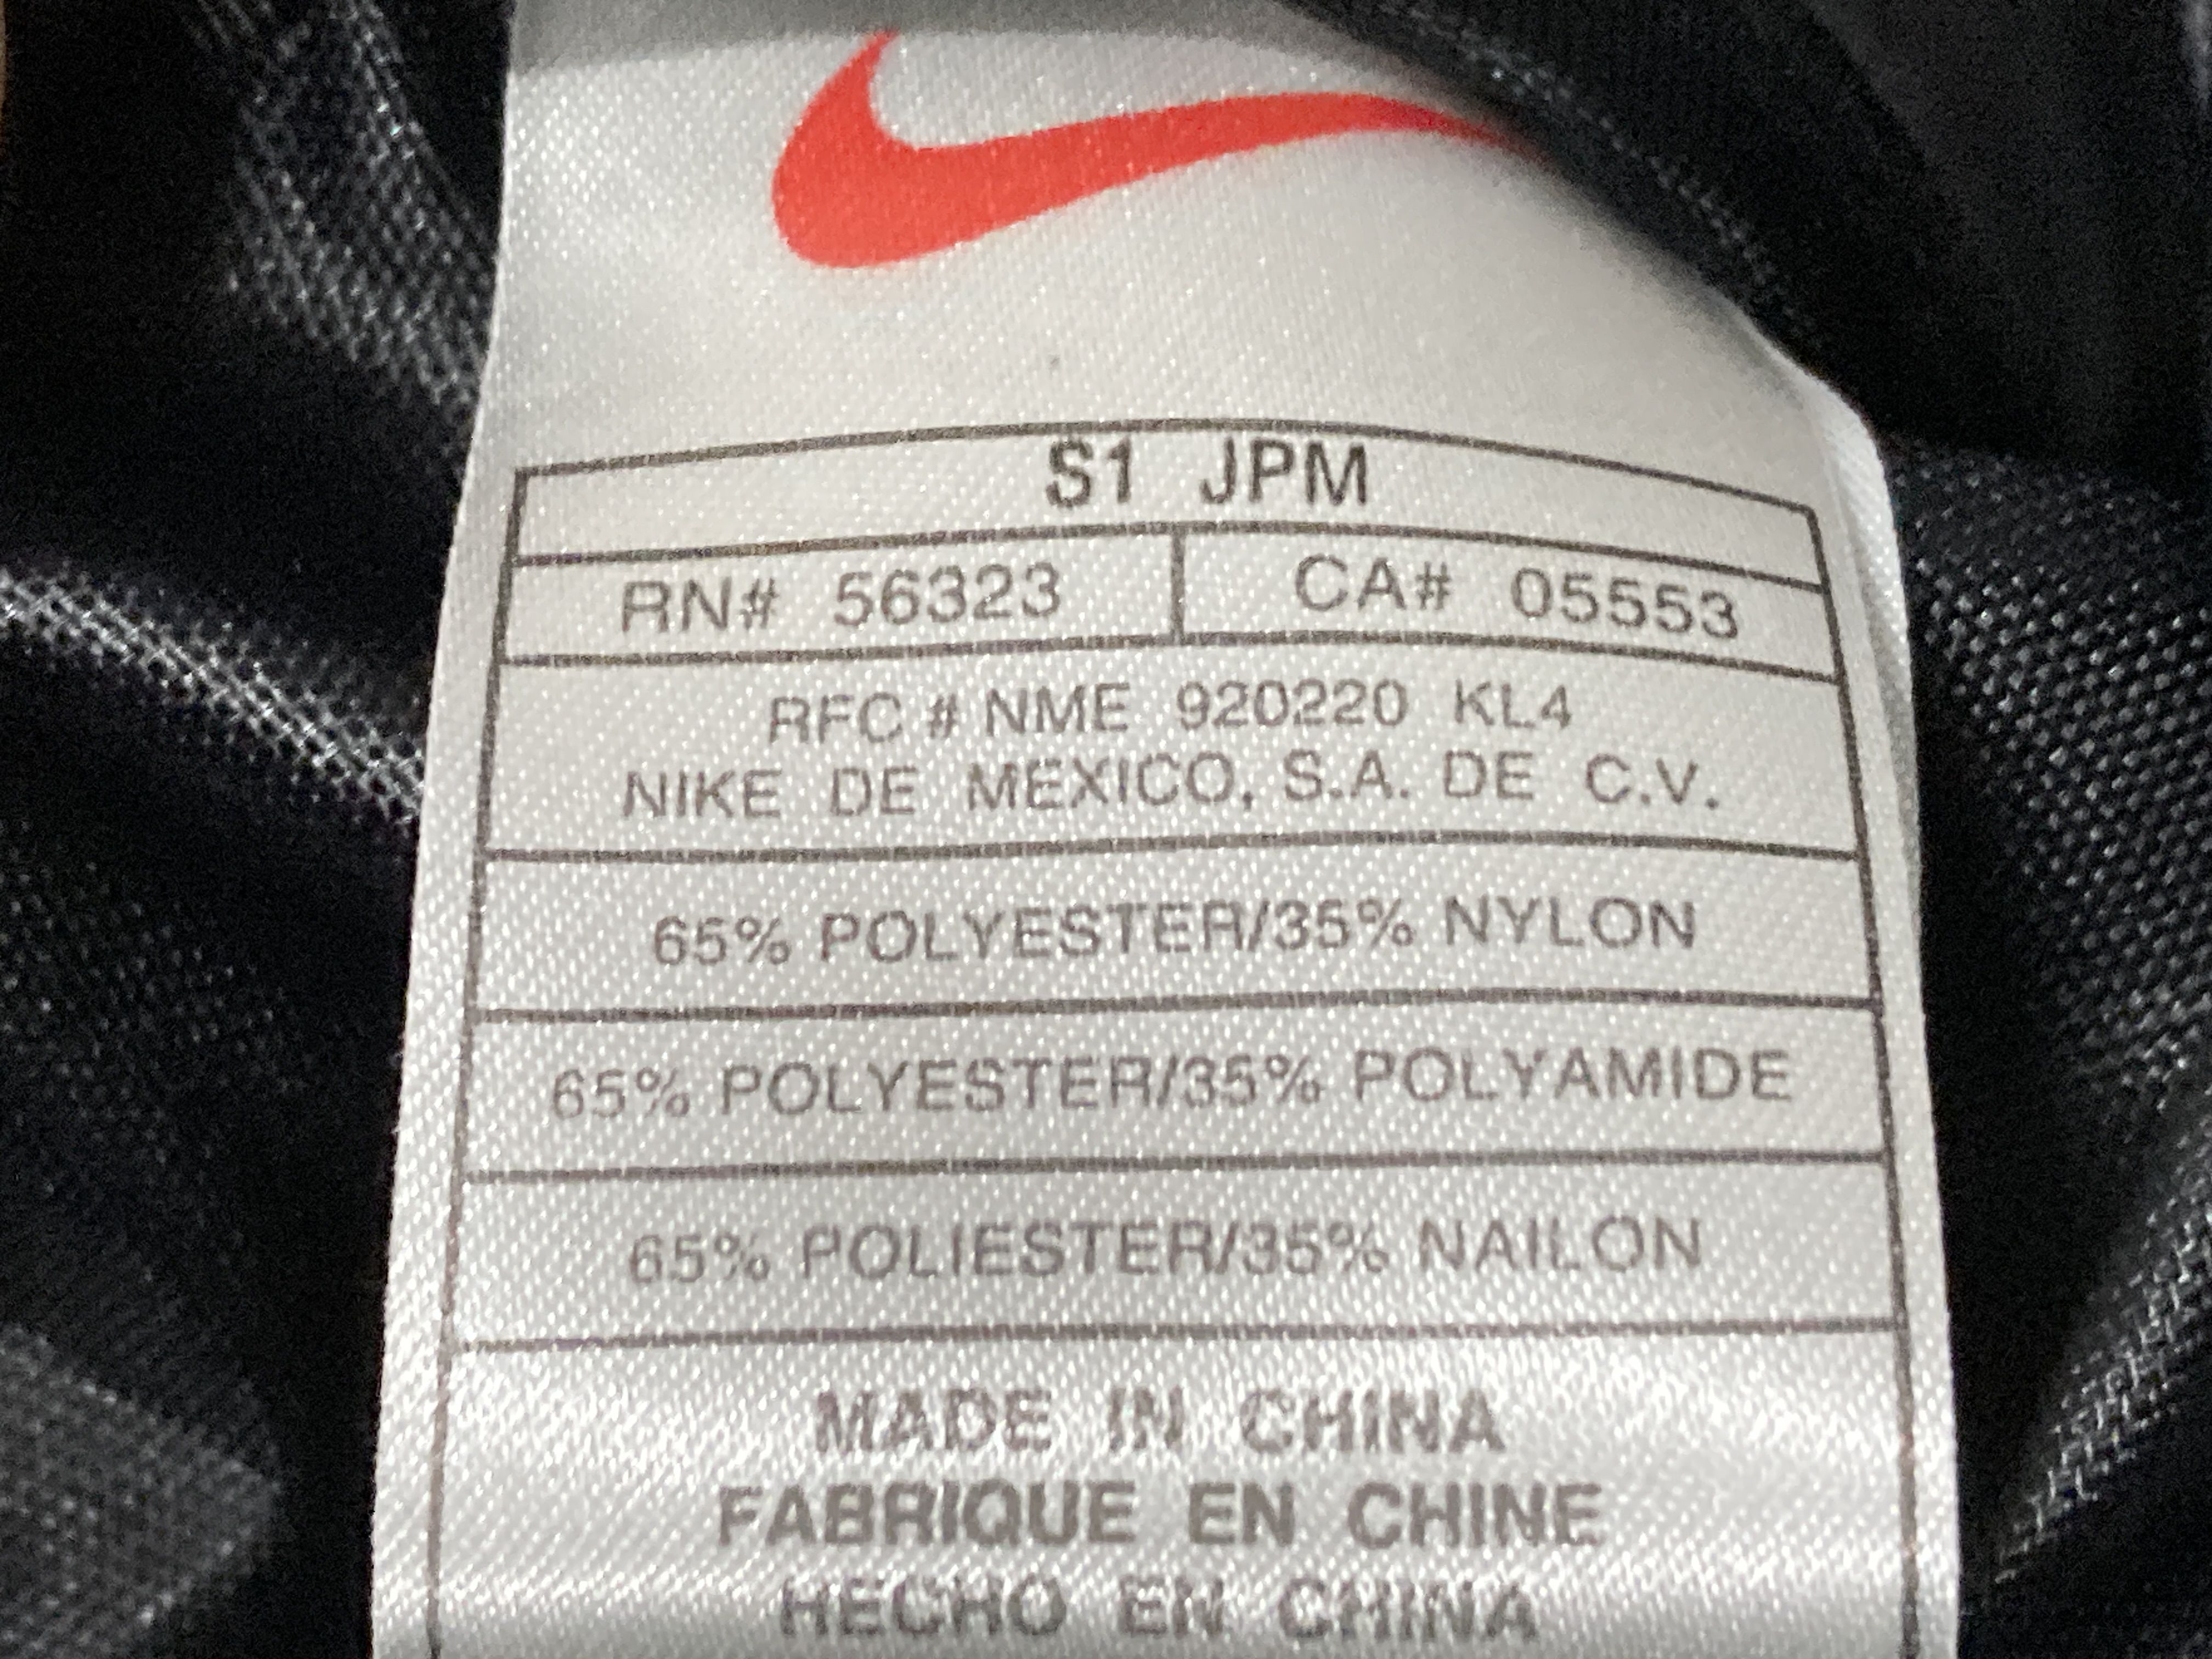 S1 JPM
RN# 56323 CA# 05553
RFC # NME 920220 KL4
NIKE DE MEXICO, S.A. DE C.V.
65% POLYESTER/35% NYLON
65% POLYESTER/35% POLYAMIDE
65% POLIESTER/35% NAILON
MADE IN CHINA
FABRIQUE EN CHINE
HECHO EN CHINA